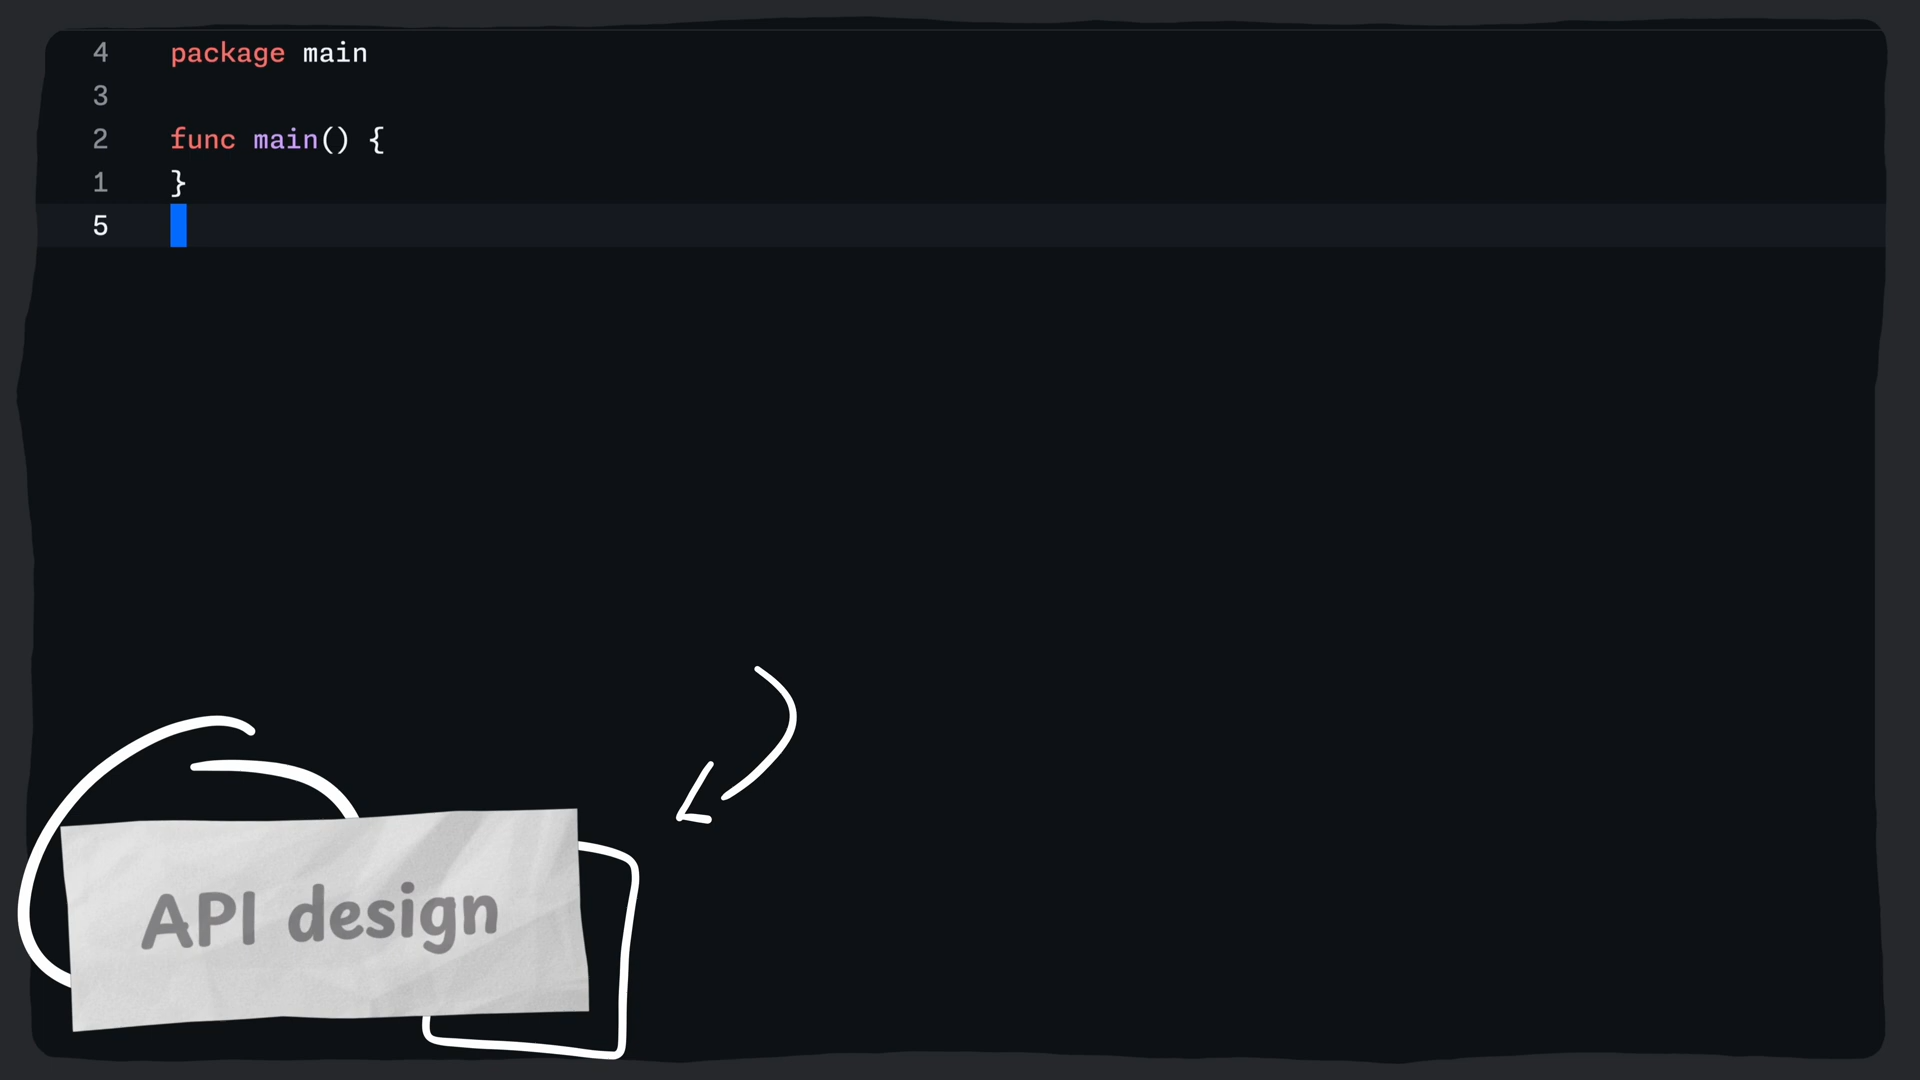 4 package main
3
2 func main() {
1 }
5
API design